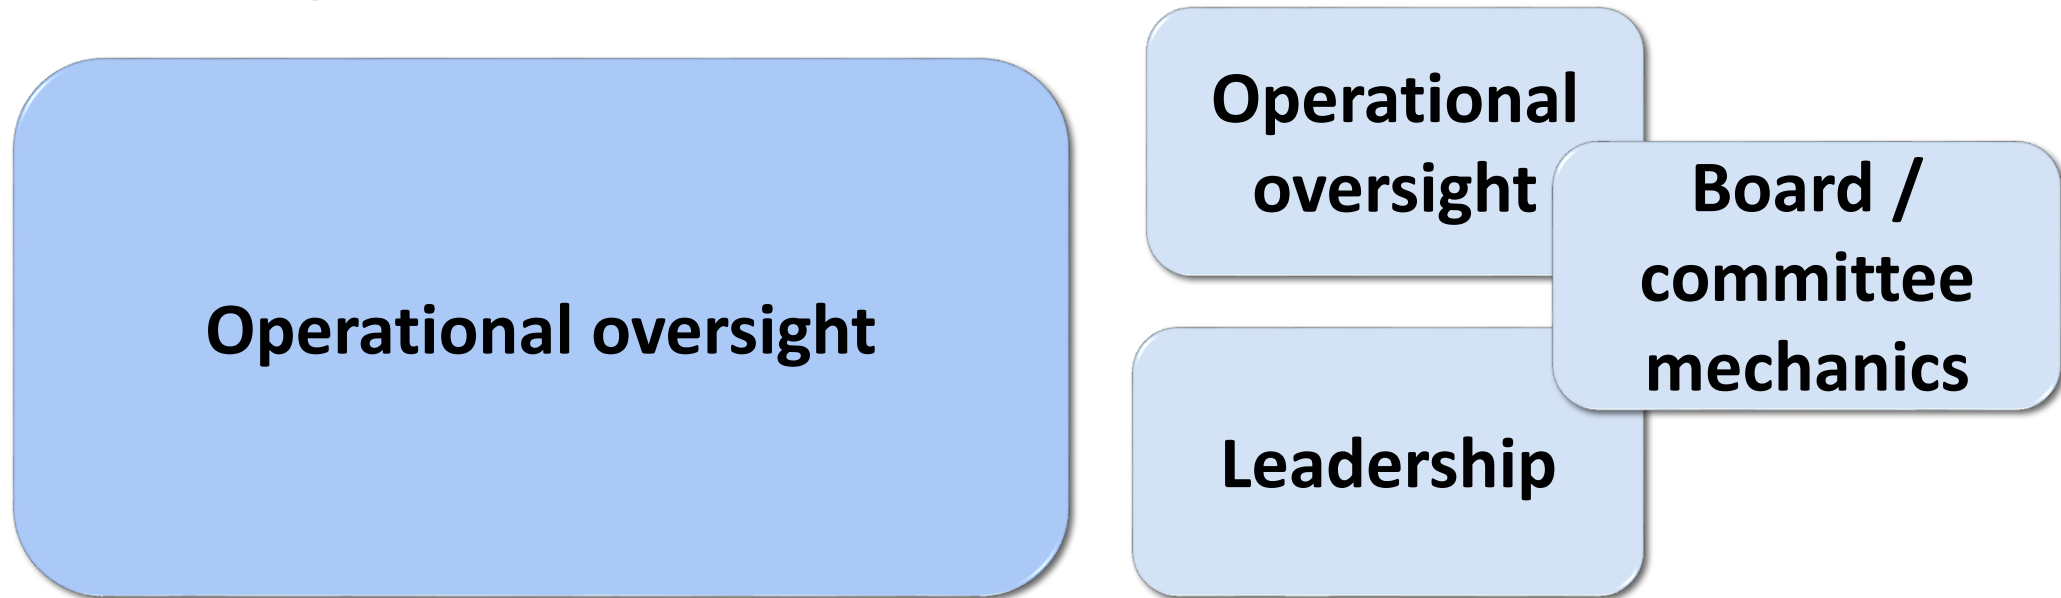 Operational oversight
Operational
oversight
Board /
committee
mechanics
Leadership